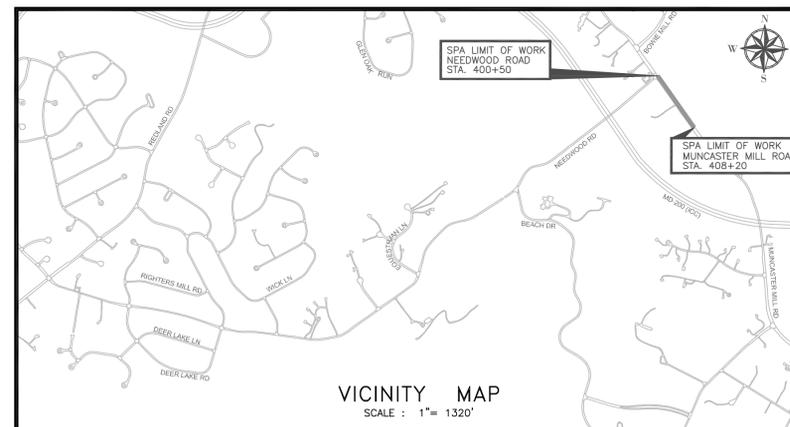 SPA LIMIT OF WORK
NEEDWOOD ROAD
STA. 400+50
GLEN OAK RUN
BOWIE MILL RD
N
W
E
S
REDLAND RD
NEEDWOOD RD
SPA LIMIT OF WORK
MUNCASTER MILL ROA
STA. 408+20
MD-200 (ICC)
BEACH DR
EQUESTRIAN LN
MUNCASTER MILL RD
RIGHTERS MILL RD
WICK LN
DEER LAKE LN
DEER LAKE RD
VICINITY MAP
SCALE : 1"= 1320'